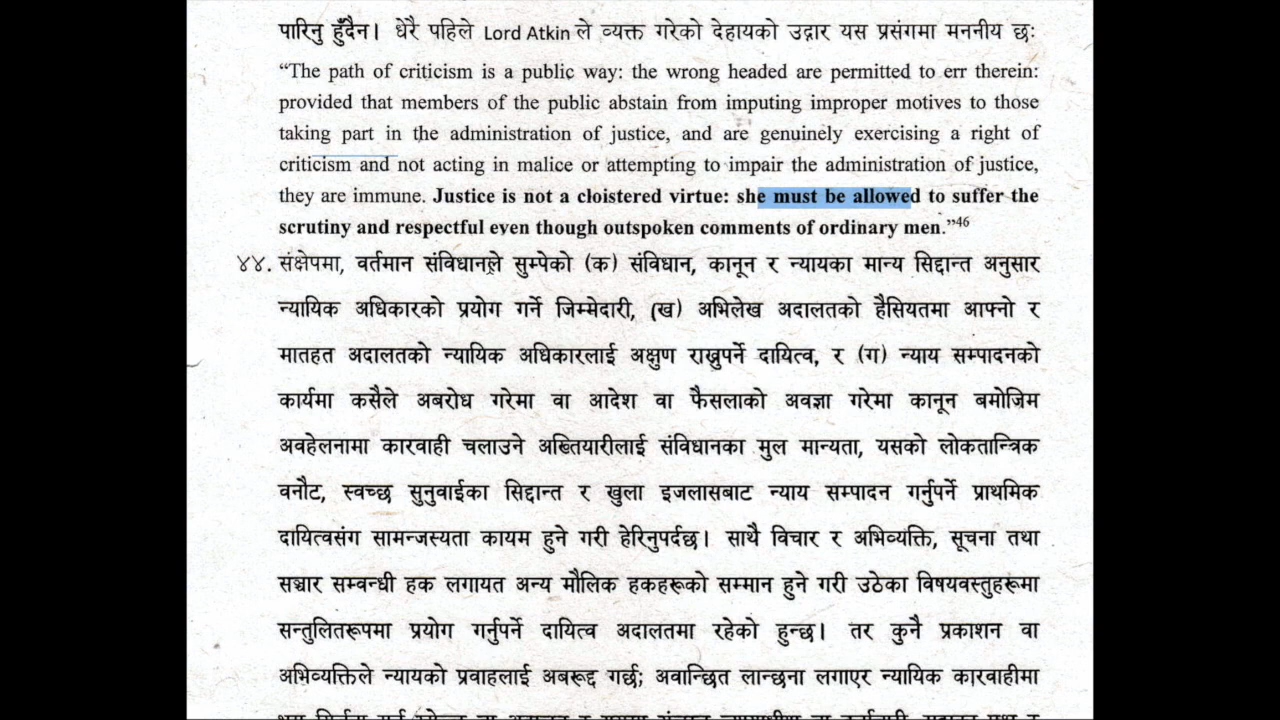 पारिनु हुँदैन। धेरै पहिले Lord Atkin ले व्यक्त गरेको देहायको उद्गार यस प्रसंगमा मननीय छः
“The path of criticism is a public way: the wrong headed are permitted to err therein:
provided that members of the public abstain from imputing improper motives to those
taking part in the administration of justice, and are genuinely exercising a right of
criticism and not acting in malice or attempting to impair the administration of justice,
they are immune. Justice is not a cloistered virtue: she must be allowed to suffer the
scrutiny and respectful even though outspoken comments of ordinary men.”46
४४. संक्षेपमा, वर्तमान संविधानले सुम्पेको (क) संविधान, कानून र न्यायका मान्य सिद्दान्त अनुसार
न्यायिक अधिकारको प्रयोग गर्ने जिम्मेदारी, (ख) अभिलेख अदालतको हैसियतमा आफ्नो र
मातहत अदालतको न्यायिक अधिकारलाई अक्षुण राख्नुपर्ने दायित्व, र (ग) न्याय सम्पादनको
कार्यमा कसैले अबरोध गरेमा वा आदेश वा फैसलाको अवज्ञा गरेमा कानून बमोजिम
अवहेलनामा कारवाही चलाउने अख्तियारीलाई संविधानका मुल मान्यता, यसको लोकतान्त्रिक
वनौट, स्वच्छ सुनुवाईका सिद्दान्त र खुला इजलासबाट न्याय सम्पादन गर्नुपर्ने प्राथमिक
दायित्वसंग सामन्जस्यता कायम हुने गरी हेरिनुपर्दछ। साथै विचार र अभिव्यक्ति, सूचना तथा
सञ्चार सम्वन्धी हक लगायत अन्य मौलिक हकहरूको सम्मान हुने गरी उठेका विषयवस्तुहरूमा
सन्तुलितरूपमा प्रयोग गर्नुपर्ने दायित्व अदालतमा रहेको हुन्छ। तर कुनै प्रकाशन वा
अभिव्यक्तिले न्यायको प्रवाहलाई अबरूद्द गर्छ; अवान्छित लान्छना लगाएर न्यायिक कारवाहीमा